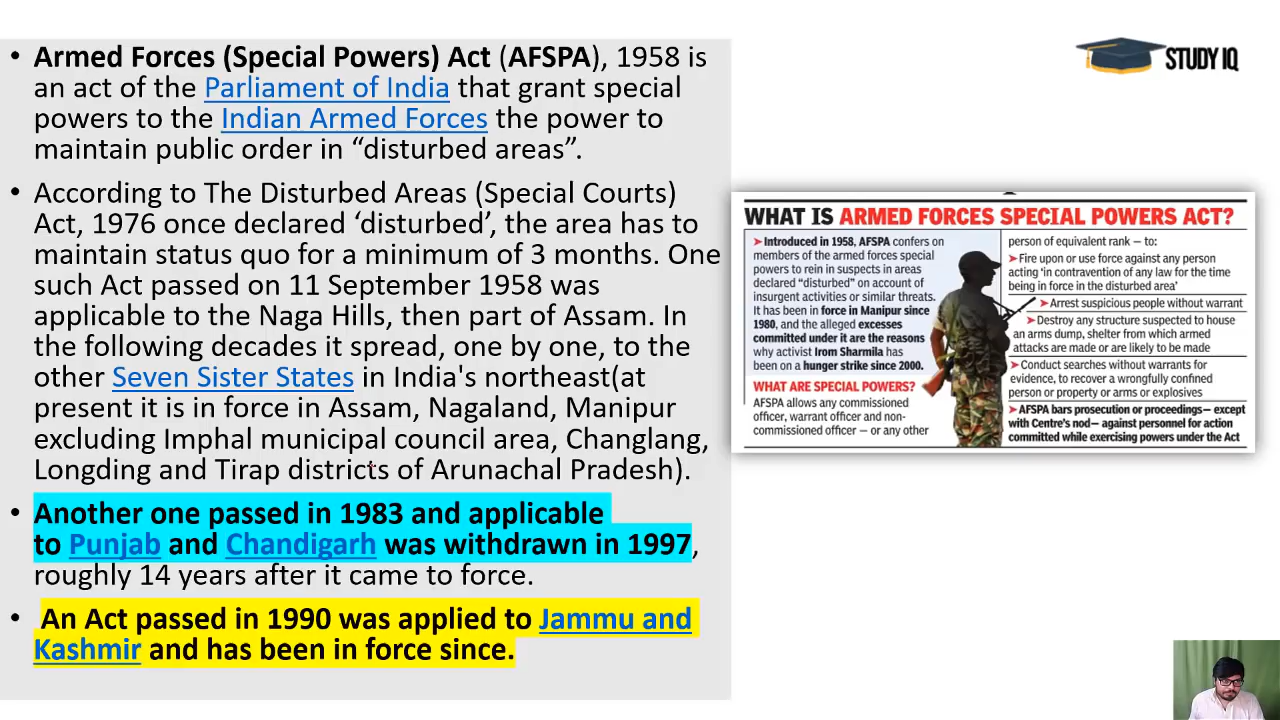 • Armed Forces (Special Powers) Act (AFSPA), 1958 is
an act of the Parliament of India that grant special
powers to the Indian Armed Forces the power to
maintain public order in “disturbed areas”.
• According to The Disturbed Areas (Special Courts)
Act, 1976 once declared ‘disturbed’, the area has to
maintain status quo for a minimum of 3 months. One
such Act passed on 11 September 1958 was
applicable to the Naga Hills, then part of Assam. In
the following decades it spread, one by one, to the
other Seven Sister States in India's northeast(at
present it is in force in Assam, Nagaland, Manipur
excluding Imphal municipal council area, Changlang,
Longding and Tirap districts of Arunachal Pradesh).
• Another one passed in 1983 and applicable
to Punjab and Chandigarh was withdrawn in 1997,
roughly 14 years after it came to force.
• An Act passed in 1990 was applied to Jammu and
Kashmir and has been in force since.
STUDY IQ
WHAT IS ARMED FORCES SPECIAL POWERS ACT?
➤Introduced in 1958, AFSPA confers on
members of the armed forces special
powers to rein in suspects in areas
declared “disturbed” on account of
insurgent activities or similar threats.
It has been in force in Manipur since
1980, and the alleged excesses
committed under it are the reasons
why activist Irom Sharmila has
been on a hunger strike since 2000.
WHAT ARE SPECIAL POWERS?
AFSPA allows any commissioned
officer, warrant officer and non-
commissioned officer — or any other
person of equivalent rank — to:
➤Fire upon or use force against any person
acting ‘in contravention of any law for the time
being in force in the disturbed area’
➤Arrest suspicious people without warrant
➤Destroy any structure suspected to house
an arms dump, shelter from which armed
attacks are made or are likely to be made
➤Conduct searches without warrants for
evidence, to recover a wrongfully confined
person or property or arms or explosives
➤AFSPA bars prosecution or proceedings— except
with Centre's nod— against personnel for action
committed while exercising powers under the Act